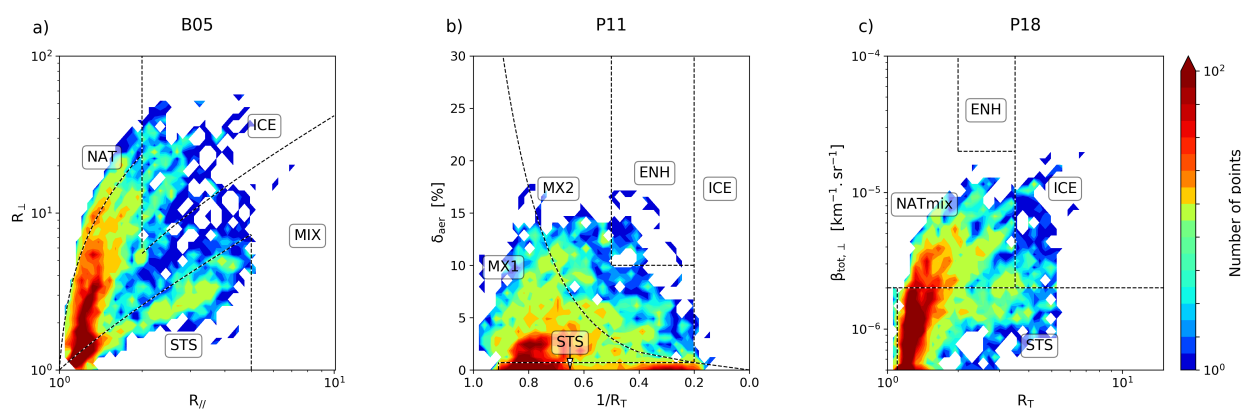 a)
B05
10²
10¹
10⁰
R⊥
NAT
ICE
MIX
STS
10⁰
10¹
R//
b)
P11
30
25
20
15
10
5
0
δaer [%]
MX2
ENH
ICE
MX1
STS
1.0
0.8
0.6
0.4
0.2
0.0
1/RT
c)
P18
10⁻⁴
10⁻⁵
10⁻⁶
βtot, ⊥ [km⁻¹. sr⁻¹]
ENH
NATmix
ICE
STS
10⁰
10¹
RT
10²
10⁰
Number of points